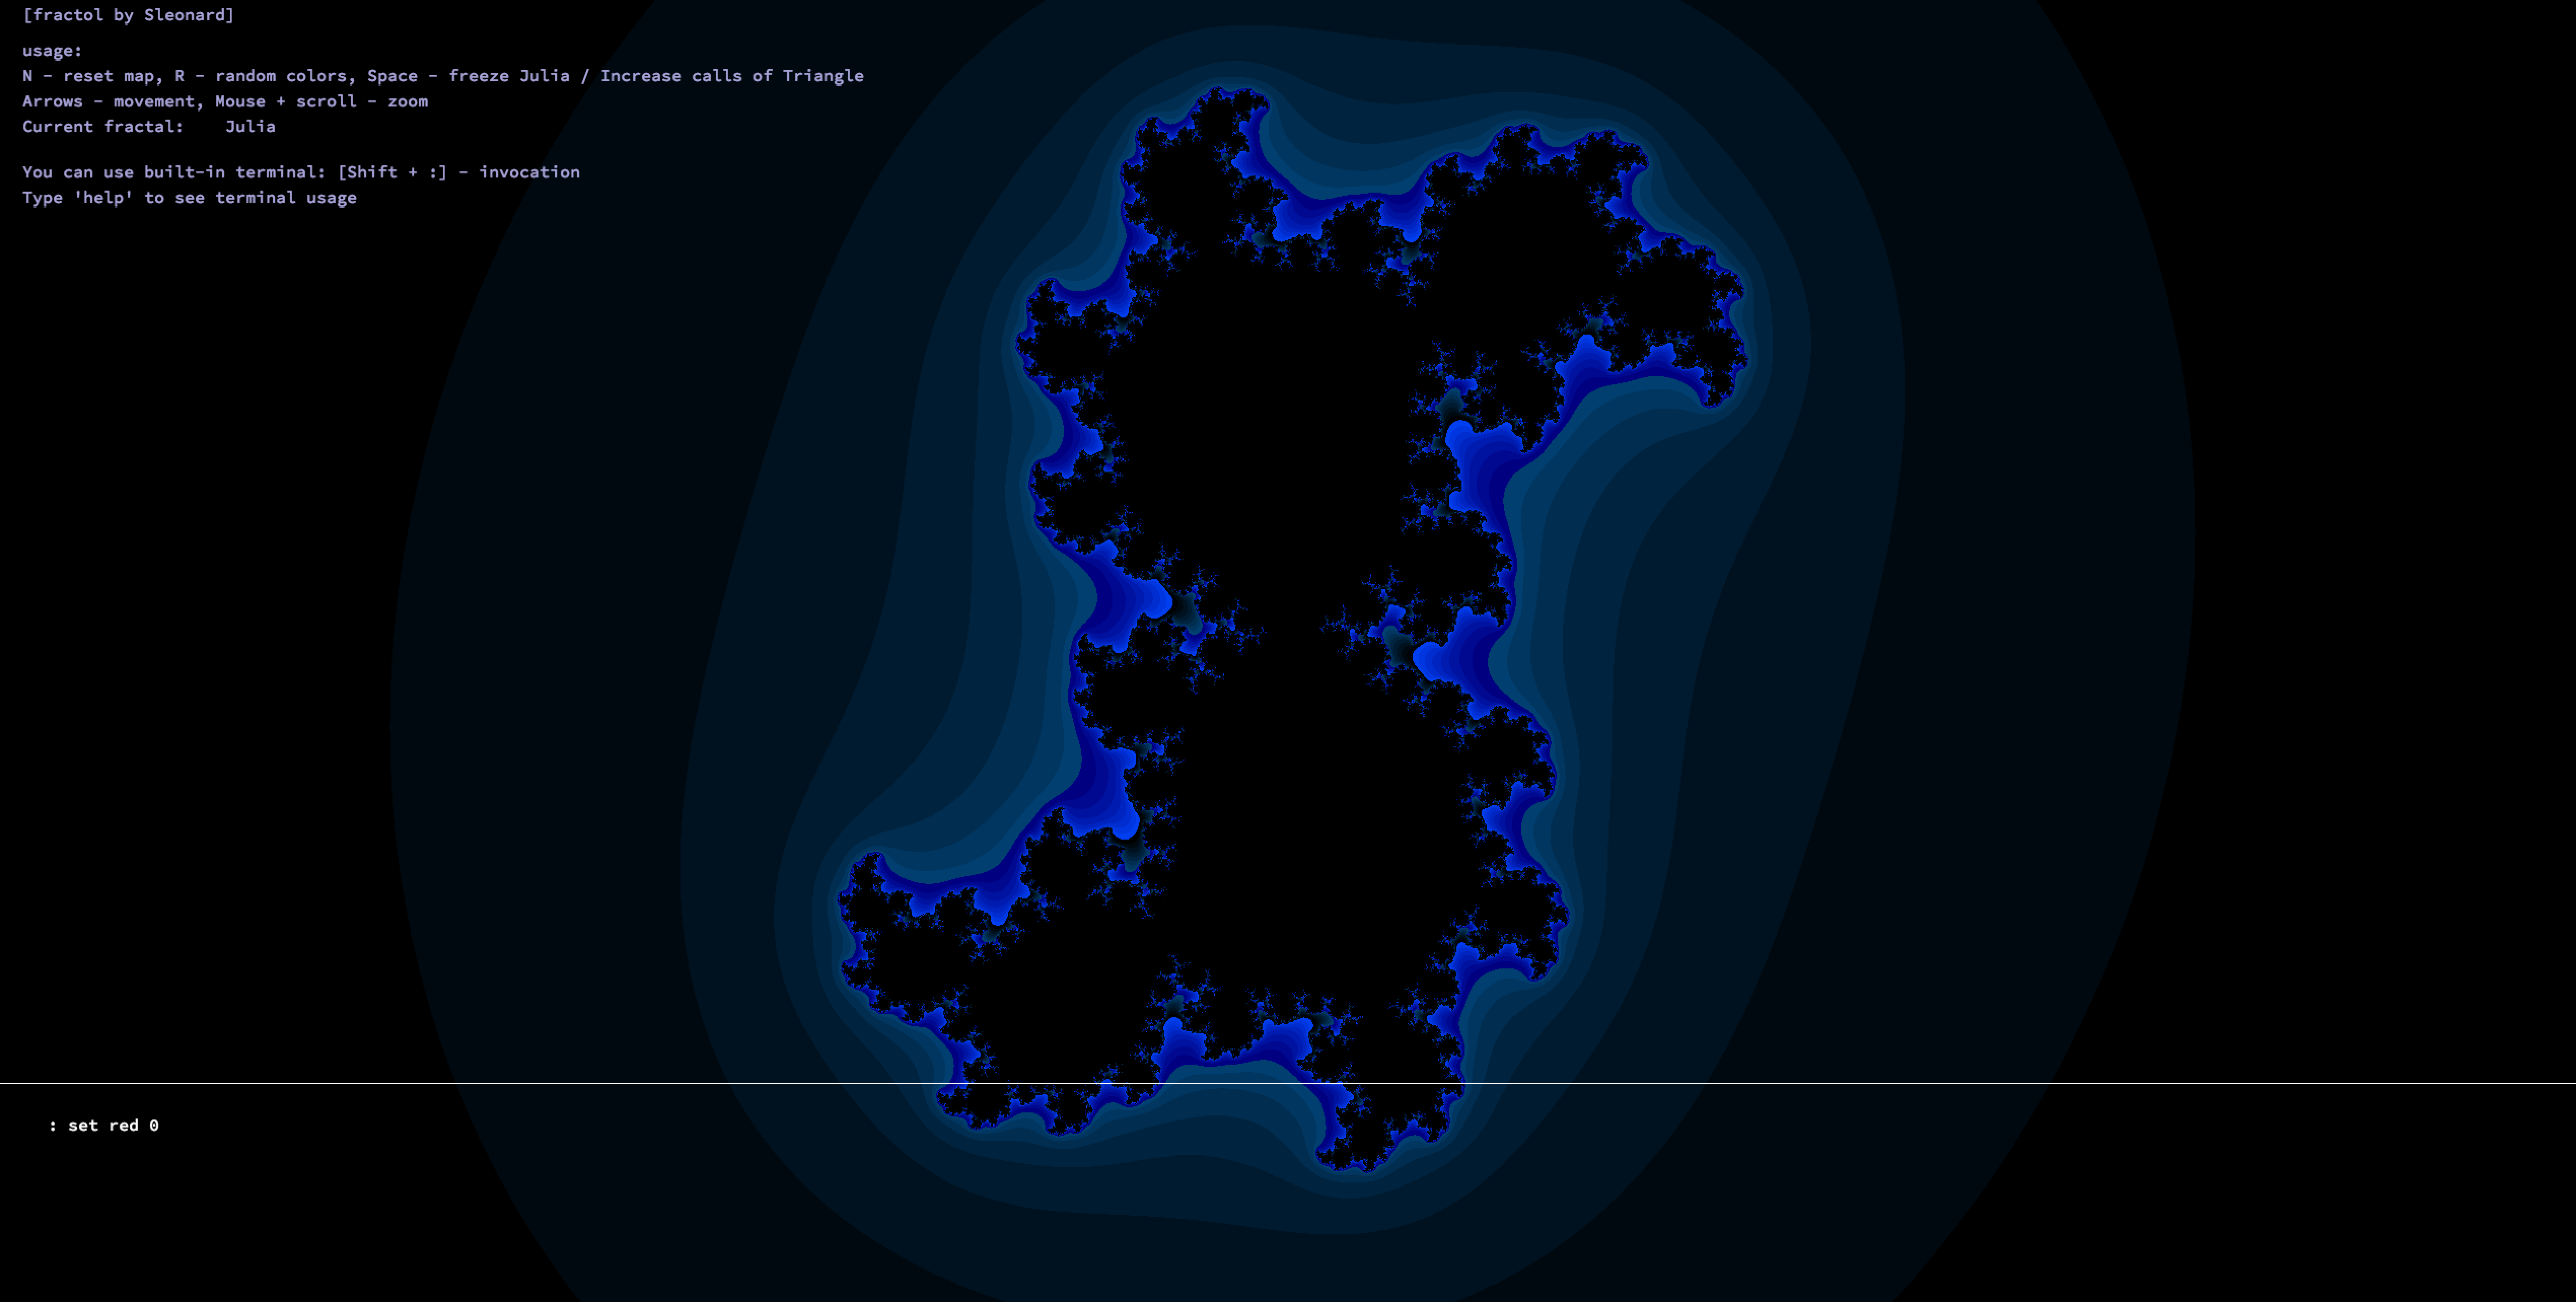 [fractol by Sleonard]
usage:
N - reset map, R - random colors, Space - freeze Julia / Increase calls of Triangle
Arrows - movement, Mouse + scroll - zoom
Current fractal:    Julia
You can use built-in terminal: [Shift + :] - invocation
Type 'help' to see terminal usage
: set red 0